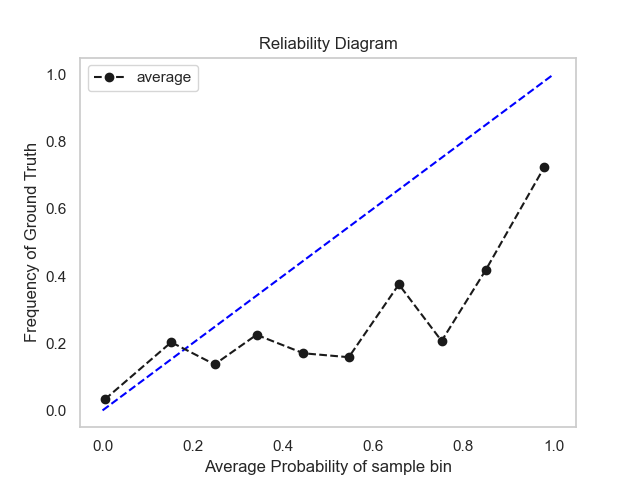 Reliability Diagram
average
Frequency of Ground Truth
1.0
0.8
0.6
0.4
0.2
0.0
0.0 0.2 0.4 0.6 0.8 1.0
Average Probability of sample bin